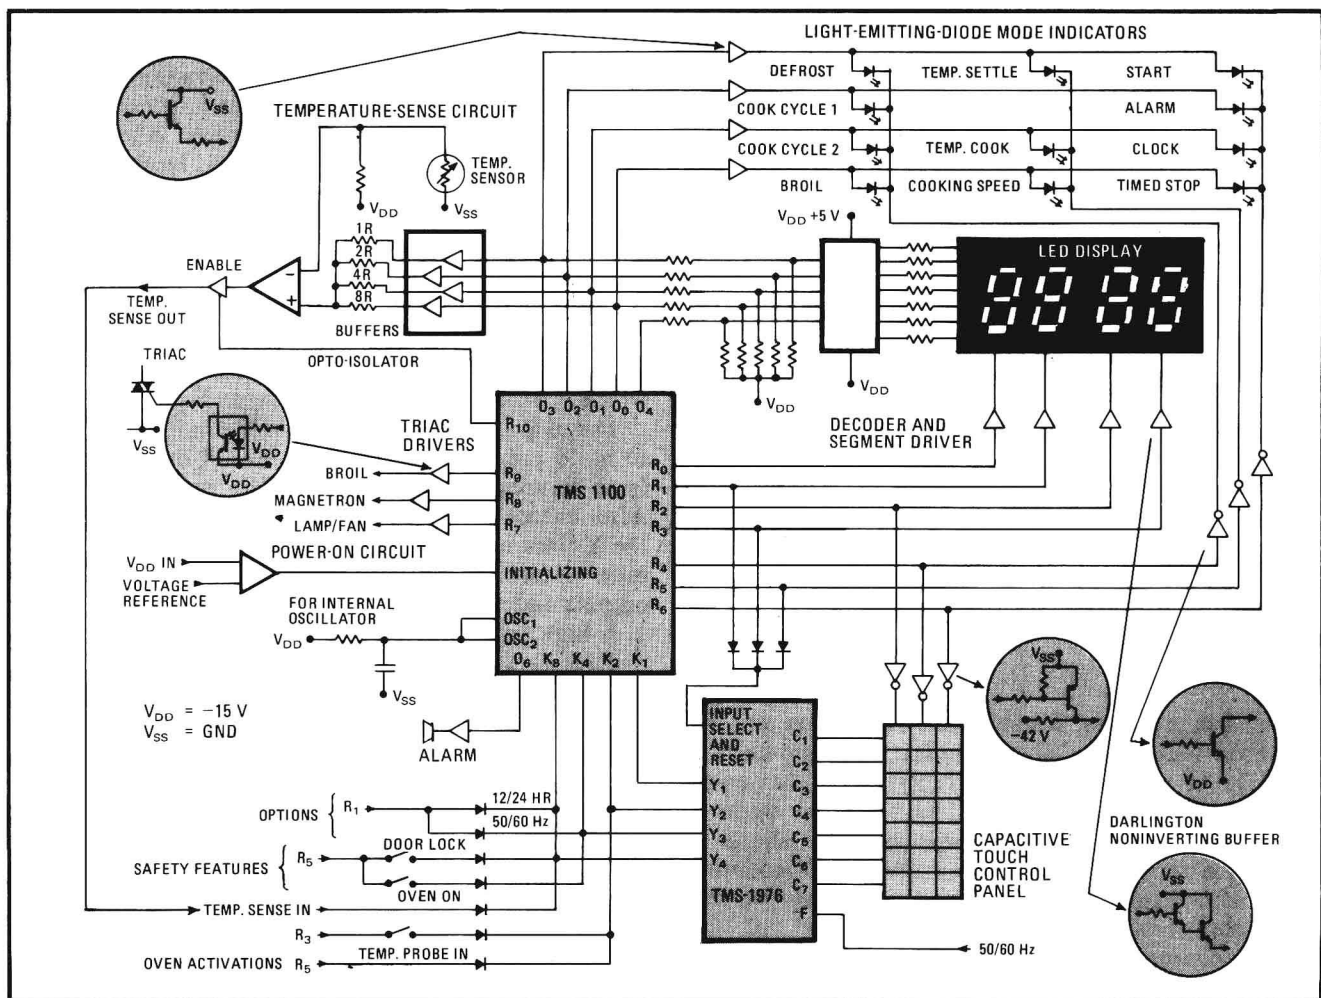 LIGHT-EMITTING-DIODE MODE INDICATORS
DEFROST
TEMP. SETTLE
START
COOK CYCLE 1
ALARM
COOK CYCLE 2
TEMP. COOK
CLOCK
BROIL
COOKING SPEED
TIMED STOP
VSS
TEMPERATURE-SENSE CIRCUIT
TEMP.
SENSOR
VDD
VSS
1R
2R
4R
8R
ENABLE
−
+
BUFFERS
TEMP.
SENSE OUT
OPTO-ISOLATOR
VDD +5 V
LED DISPLAY
88 88
VDD
VDD
DECODER AND
SEGMENT DRIVER
TRIAC
VSS
VDD
VDD
TRIAC
DRIVERS
BROIL
MAGNETRON
LAMP/FAN
POWER-ON CIRCUIT
VDD IN
VOLTAGE
REFERENCE
FOR INTERNAL
OSCILLATOR
VDD
VSS
O3 O2 O1 O0 O4
R10
R9
R8
R7
TMS 1100
R0
R1
R2
R3
R4
R5
R6
INITIALIZING
OSC1
OSC2
O6 K8 K4 K2 K1
VDD = −15 V
VSS = GND
ALARM
INPUT
SELECT
AND
RESET
Y1
Y2
Y3
Y4
TMS-1976
C1
C2
C3
C4
C5
C6
C7
F
50/60 Hz
CAPACITIVE
TOUCH
CONTROL
PANEL
VSS
−42 V
VDD
DARLINGTON
NONINVERTING BUFFER
VSS
OPTIONS
R1
12/24 HR
50/60 Hz
SAFETY FEATURES
R5
DOOR LOCK
OVEN ON
TEMP. SENSE IN
R3
TEMP. PROBE IN
OVEN ACTIVATIONS R5